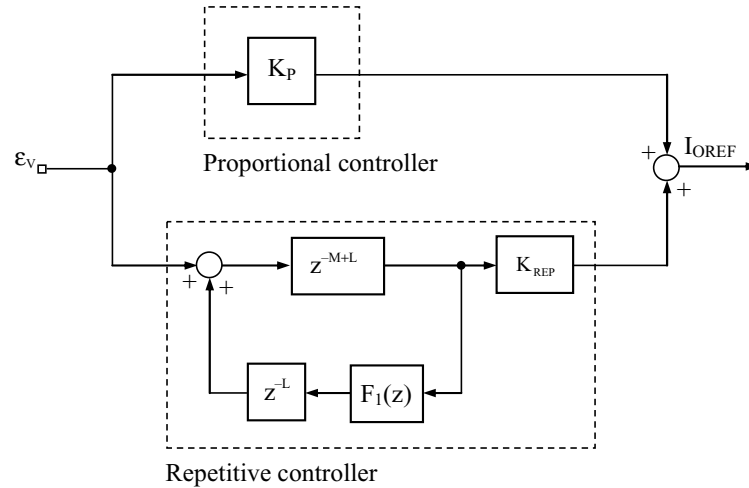 K_P
Proportional controller
ε_V
I_OREF
+
+
z^{–M+L}
K_REP
+
+
z^{–L}
F_1(z)
Repetitive controller